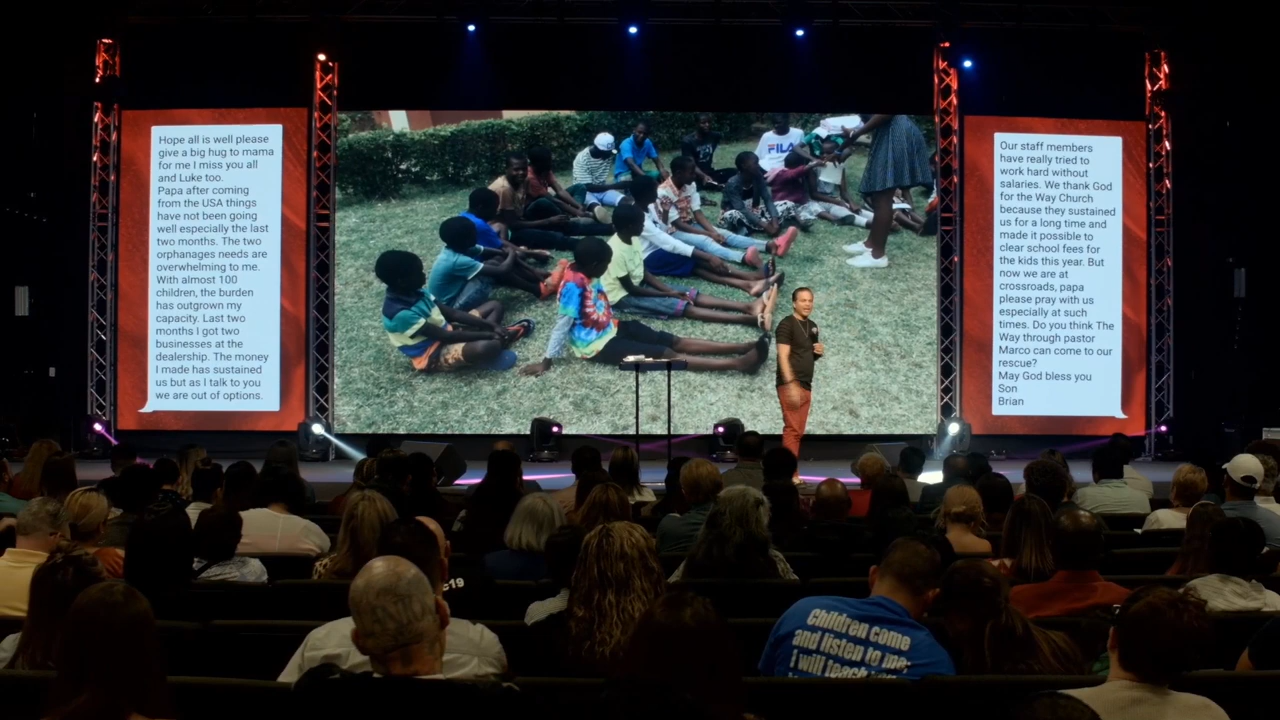 Hope all is well please
give a big hug to mama
for me I miss you all
and Luke too.
Papa after coming
from the USA things
have not been going
well especially the last
two months. The two
orphanages needs are
overwhelming to me.
With almost 100
children, the burden
has outgrown my
capacity. Last two
months I got two
businesses at the
dealership. The money
I made has sustained
us but as I talk to you
we are out of options.
FILA
Our staff members
have really tried to
work hard without
salaries. We thank God
for the Way Church
because they sustained
us for a long time and
made it possible to
clear school fees for
the kids this year. But
now we are at
crossroads, papa
please pray with us
especially at such
times. Do you think The
Way through pastor
Marco can come to our
rescue?
May God bless you
Son
Brian
c19
Children come
and listen to me;
i will teach